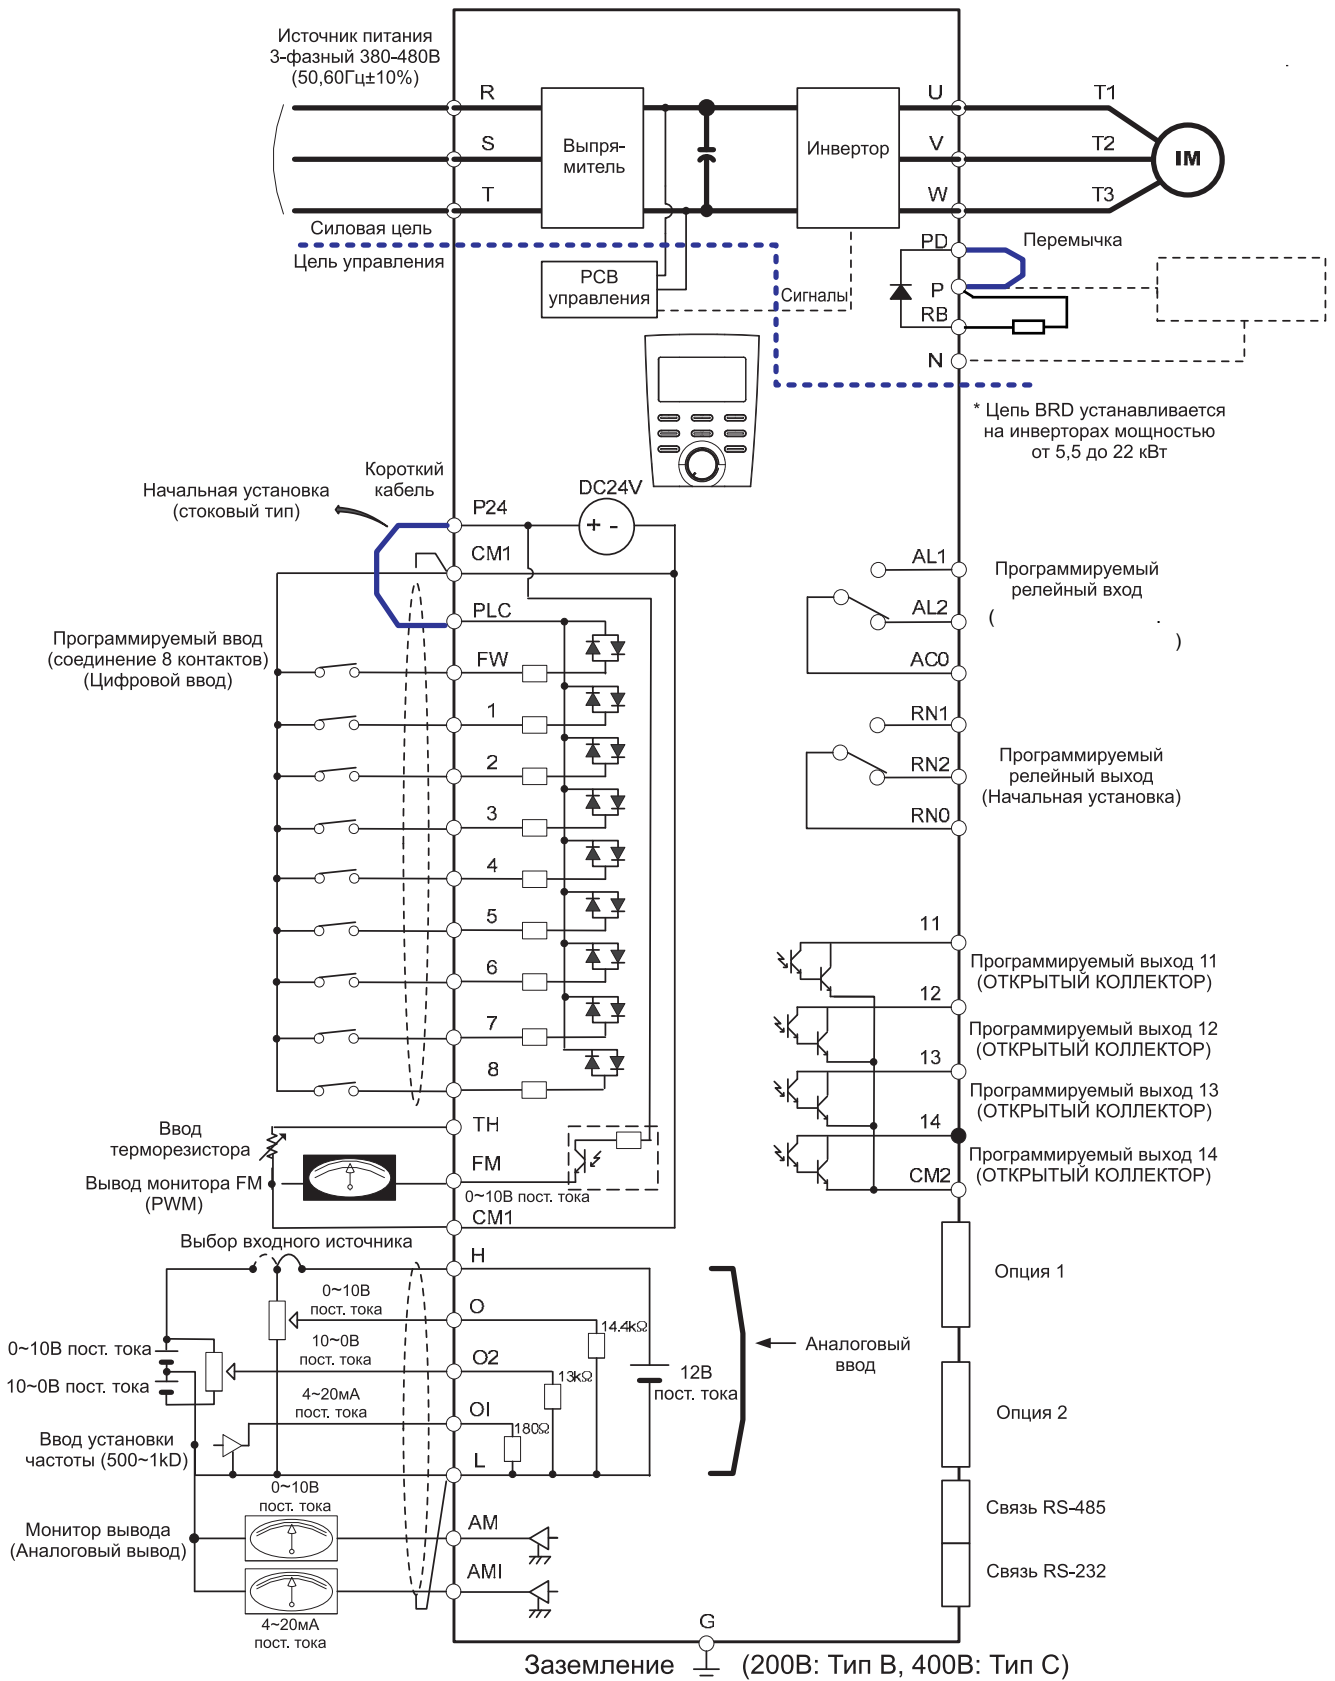 Источник питания
3-фазный 380-480В
(50,60Гц±10%)
R
S
T
Выпря-
митель
Инвертор
U
V
W
T1
T2
T3
IM
Силовая цель
Цель управления
PCB
управления
Сигналы
PD
P
RB
N
Перемычка
* Цепь BRD устанавливается
на инверторах мощностью
от 5,5 до 22 кВт
Короткий
кабель
Начальная установка
(стоковый тип)
P24
DC24V
+ -
CM1
PLC
Программируемый ввод
(соединение 8 контактов)
(Цифровой ввод)
FW
1
2
3
4
5
6
7
8
AL1
AL2
AC0
Программируемый
релейный вход
( .
)
RN1
RN2
RN0
Программируемый
релейный выход
(Начальная установка)
11
Программируемый выход 11
(ОТКРЫТЫЙ КОЛЛЕКТОР)
12
Программируемый выход 12
(ОТКРЫТЫЙ КОЛЛЕКТОР)
13
Программируемый выход 13
(ОТКРЫТЫЙ КОЛЛЕКТОР)
14
Программируемый выход 14
(ОТКРЫТЫЙ КОЛЛЕКТОР)
CM2
TH
Ввод
терморезистора
FM
Вывод монитора FM
(PWM)
0~10В пост. тока
CM1
Выбор входного источника
H
0~10В
пост. тока
O
14.4kΩ
10~0В
пост. тока
O2
13kΩ
0~10В пост. тока
10~0В пост. тока
4~20мА
пост. тока
OI
180Ω
12В
пост. тока
Аналоговый
ввод
Ввод установки
частоты (500~1kD)
L
0~10В
пост. тока
Монитор вывода
(Аналоговый вывод)
AM
AMI
4~20мА
пост. тока
Опция 1
Опция 2
Связь RS-485
Связь RS-232
G
Заземление (200В: Тип В, 400В: Тип С)